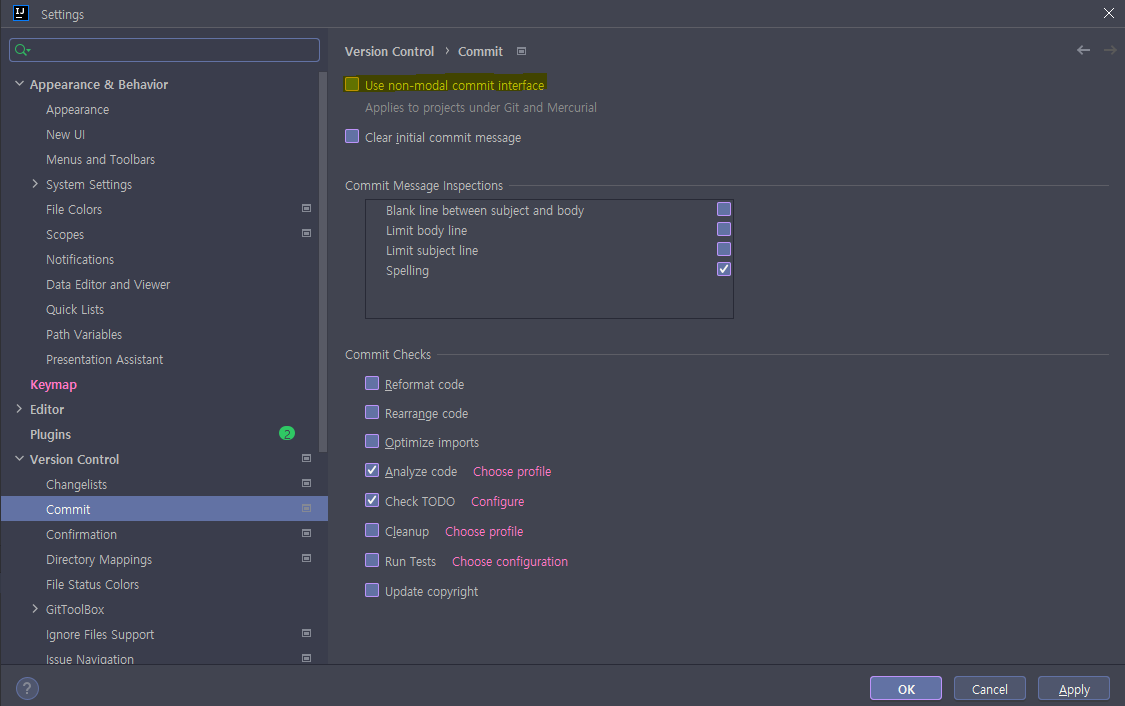 IJ Settings
Version Control › Commit
Use non-modal commit interface
Applies to projects under Git and Mercurial
Clear initial commit message
Commit Message Inspections
Blank line between subject and body
Limit body line
Limit subject line
Spelling
Commit Checks
Reformat code
Rearrange code
Optimize imports
Analyze code Choose profile
Check TODO Configure
Cleanup Choose profile
Run Tests Choose configuration
Update copyright
Appearance & Behavior
Appearance
New UI
Menus and Toolbars
System Settings
File Colors
Scopes
Notifications
Data Editor and Viewer
Quick Lists
Path Variables
Presentation Assistant
Keymap
Editor
Plugins 2
Version Control
Changelists
Commit
Confirmation
Directory Mappings
File Status Colors
GitToolBox
Ignore Files Support
Issue Navigation
? OK Cancel Apply